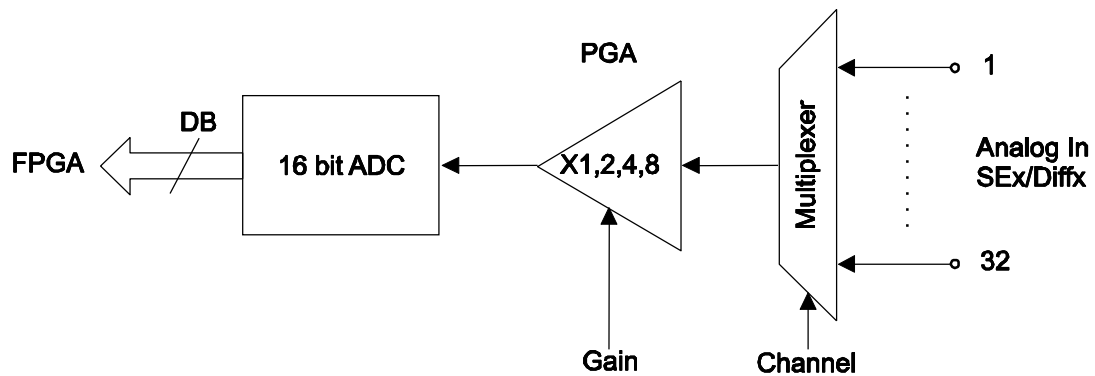 PGA
1
DB
FPGA
16 bit ADC
X1,2,4,8
Multiplexer
Analog In
SEx/Diffx
32
Gain
Channel